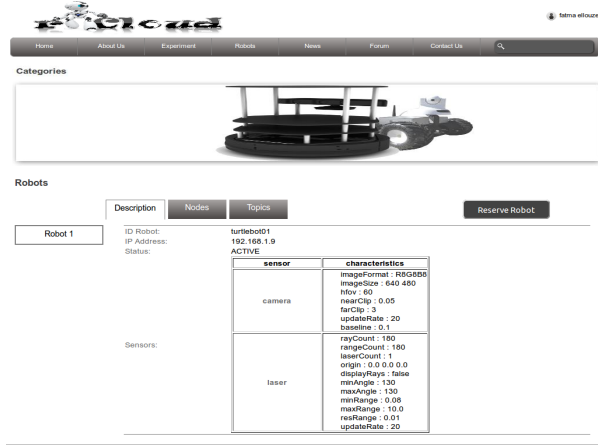 fatma ellouze
Home About Us Experiment Robots News Forum Contact Us
Categories
Robots
Description Nodes Topics Reserve Robot
Robot 1
ID Robot: turtlebot01
IP Address: 192.168.1.9
Status: ACTIVE
Sensors:
sensor characteristics
camera
imageFormat : R8G8B8
imageSize : 640 480
hfov : 60
nearClip : 0.05
farClip : 3
updateRate : 20
baseline : 0.1
laser
rayCount : 180
rangeCount : 180
laserCount : 1
origin : 0.0 0.0 0.0
displayRays : false
minAngle : 130
maxAngle : 130
minRange : 0.08
maxRange : 10.0
resRange : 0.01
updateRate : 20